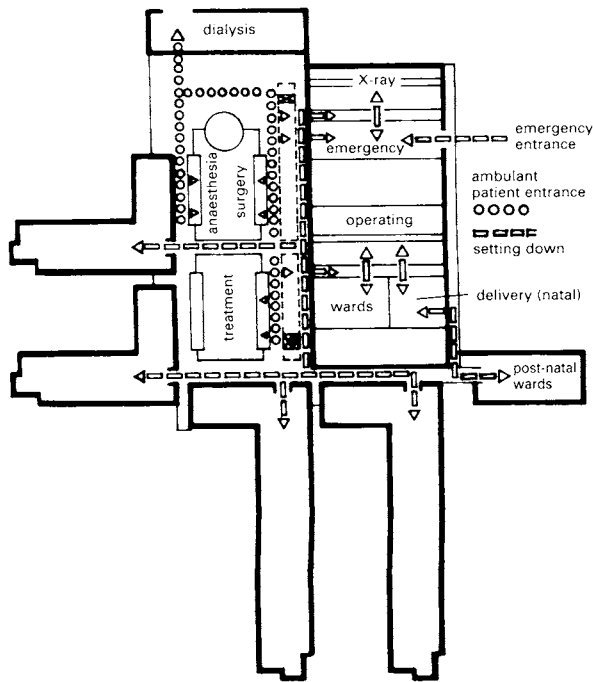 dialysis
X-ray
emergency
emergency
entrance
anaesthesia
surgery
ambulant
patient entrance
setting down
operating
treatment
wards
delivery (natal)
post-natal
wards